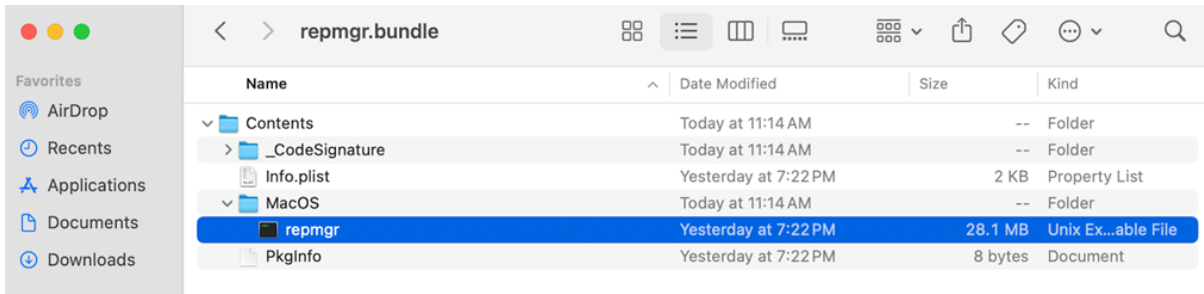 repmgr.bundle
Favorites
AirDrop
Recents
Applications
Documents
Downloads
Name Date Modified Size Kind
Contents Today at 11:14 AM -- Folder
_CodeSignature Today at 11:14 AM -- Folder
Info.plist Yesterday at 7:22 PM 2 KB Property List
MacOS Today at 11:14 AM -- Folder
repmgr Yesterday at 7:22 PM 28.1 MB Unix Ex...able File
PkgInfo Yesterday at 7:22 PM 8 bytes Document